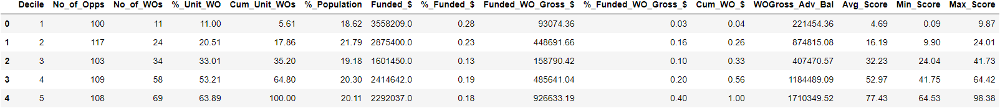 Decile No_of_Opps No_of_WOs %_Unit_WO Cum_Unit_WOs %_Population Funded_$ %_Funded_$ Funded_WO_Gross_$ %_Funded_WO_Gross_$ Cum_WO_$ WOGross_Adv_Bal Avg_Score Min_Score Max_Score
0 1 100 11 11.00 5.61 18.62 3558209.0 0.28 93074.36 0.03 0.04 221454.36 4.69 0.09 9.87
1 2 117 24 20.51 17.86 21.79 2875400.0 0.23 448691.66 0.16 0.26 874815.08 16.19 9.90 24.01
2 3 103 34 33.01 35.20 19.18 1601450.0 0.13 158790.42 0.10 0.33 407470.57 32.23 24.04 41.73
3 4 109 58 53.21 64.80 20.30 2414642.0 0.19 485641.04 0.20 0.56 1184489.09 52.97 41.75 64.42
4 5 108 69 63.89 100.00 20.11 2292037.0 0.18 926633.19 0.40 1.00 1710349.52 77.43 64.53 98.38